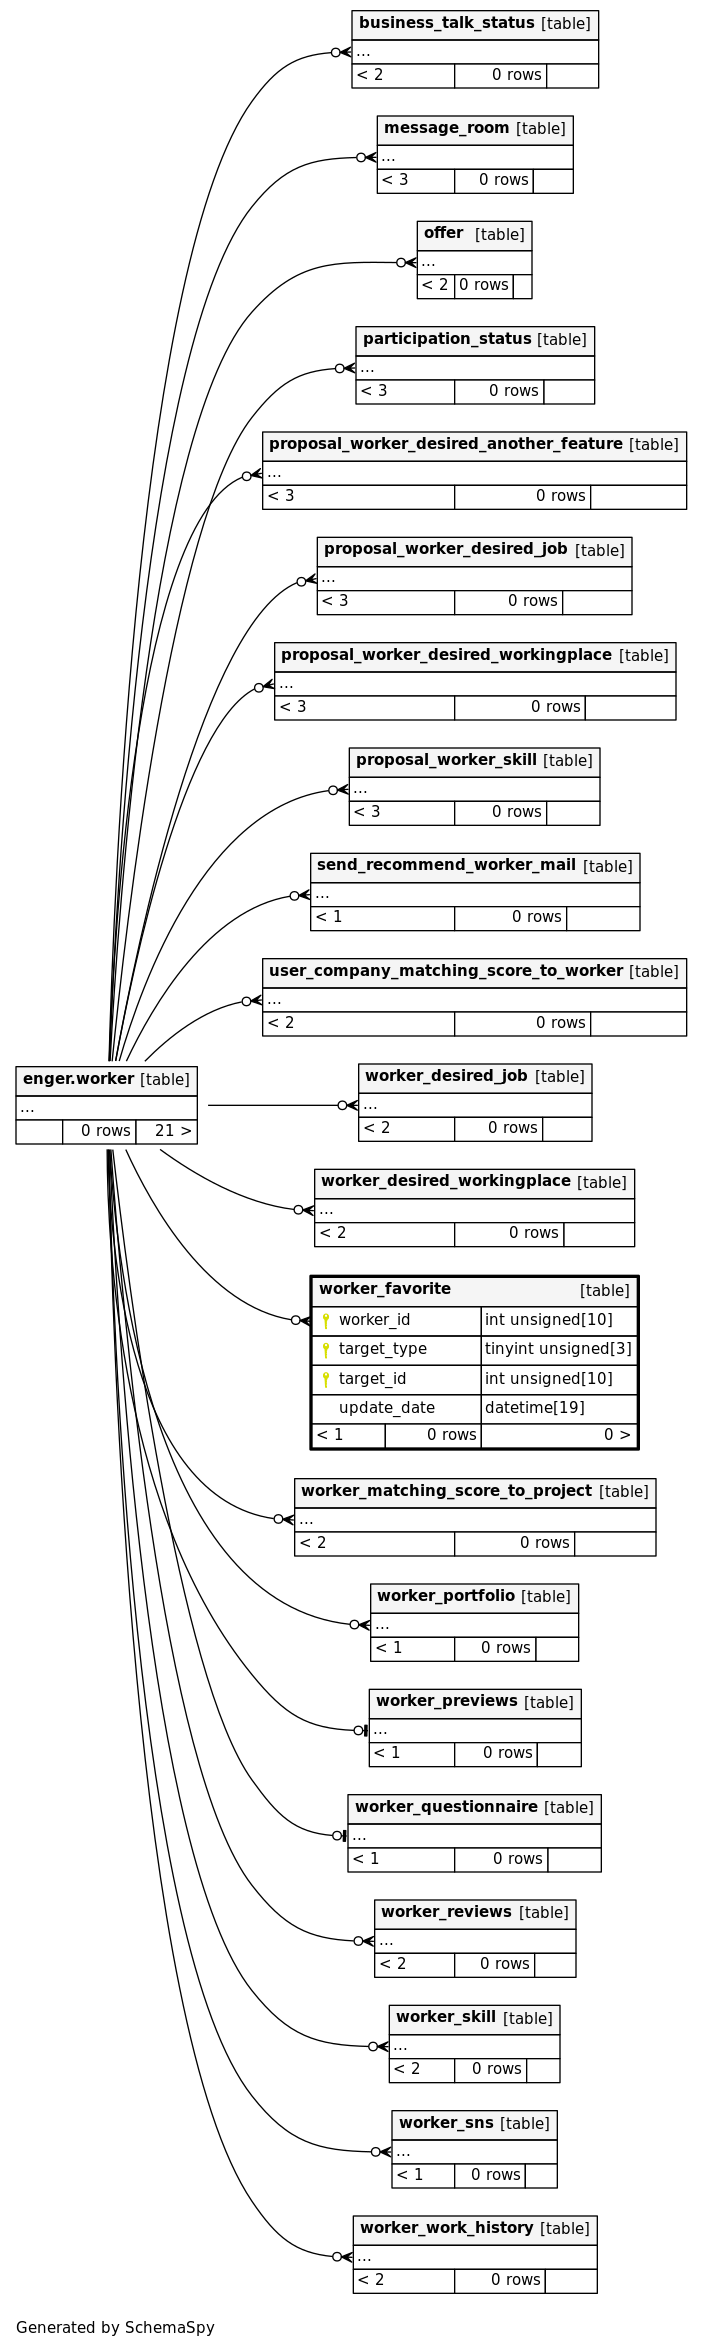 business_talk_status [table]
...
< 2 0 rows
message_room [table]
...
< 3 0 rows
offer [table]
...
< 2 0 rows
participation_status [table]
...
< 3 0 rows
proposal_worker_desired_another_feature [table]
...
< 3 0 rows
proposal_worker_desired_job [table]
...
< 3 0 rows
proposal_worker_desired_workingplace [table]
...
< 3 0 rows
proposal_worker_skill [table]
...
< 3 0 rows
send_recommend_worker_mail [table]
...
< 1 0 rows
user_company_matching_score_to_worker [table]
...
< 2 0 rows
enger.worker [table]
...
0 rows 21 >
worker_desired_job [table]
...
< 2 0 rows
worker_desired_workingplace [table]
...
< 2 0 rows
worker_favorite [table]
worker_id int unsigned[10]
target_type tinyint unsigned[3]
target_id int unsigned[10]
update_date datetime[19]
< 1 0 rows 0 >
worker_matching_score_to_project [table]
...
< 2 0 rows
worker_portfolio [table]
...
< 1 0 rows
worker_previews [table]
...
< 1 0 rows
worker_questionnaire [table]
...
< 1 0 rows
worker_reviews [table]
...
< 2 0 rows
worker_skill [table]
...
< 2 0 rows
worker_sns [table]
...
< 1 0 rows
worker_work_history [table]
...
< 2 0 rows
Generated by SchemaSpy